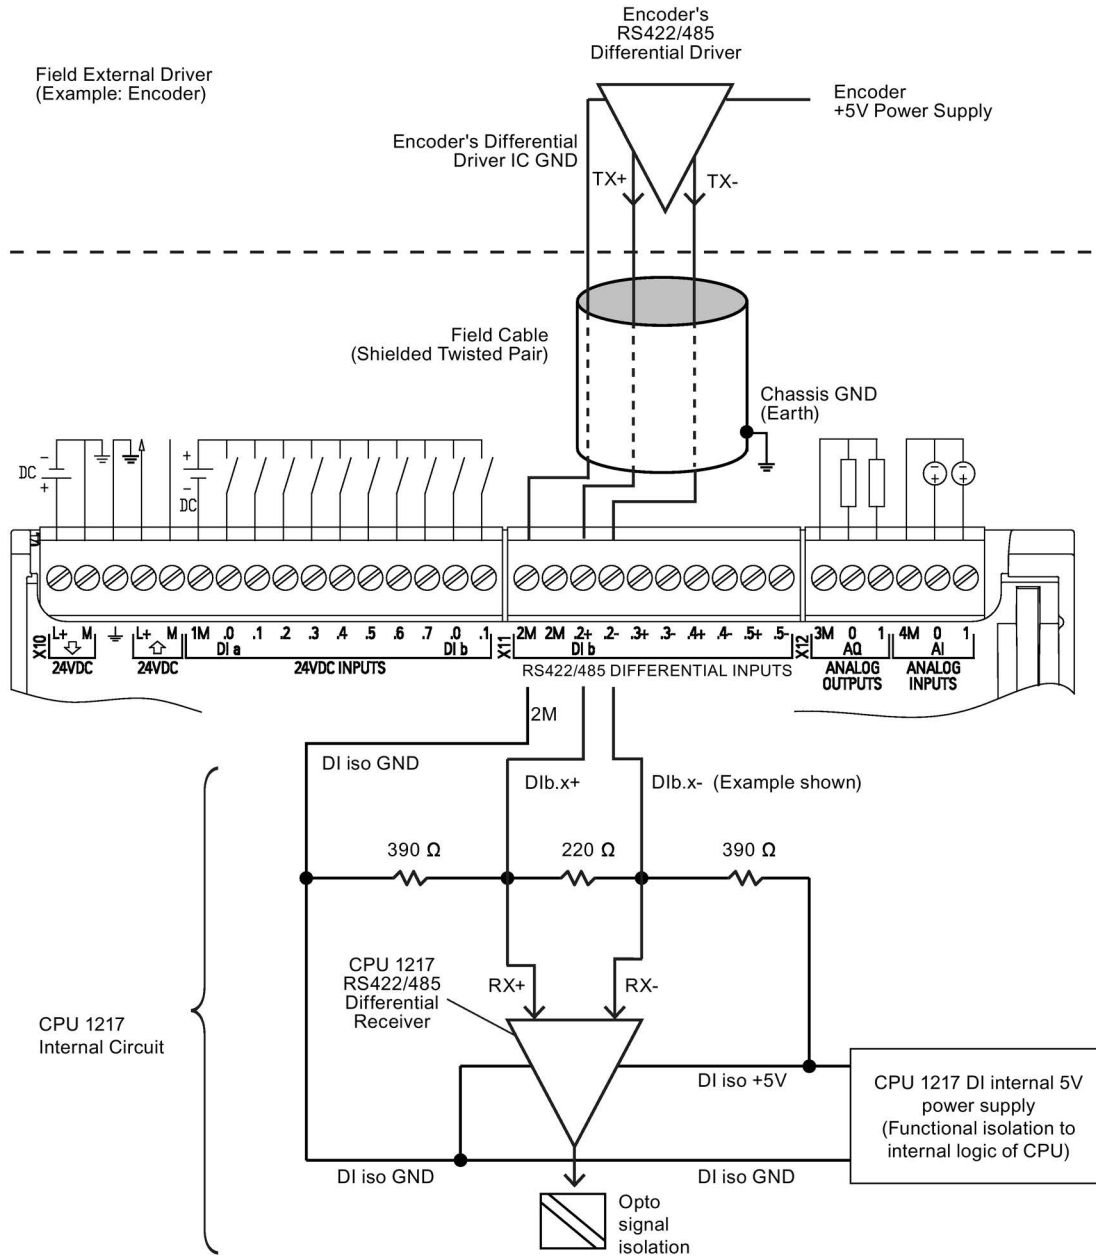 Encoder's
RS422/485
Differential Driver
Field External Driver
(Example: Encoder)
Encoder
+5V Power Supply
Encoder's Differential
Driver IC GND
TX+ TX-
Field Cable
(Shielded Twisted Pair)
Chassis GND
(Earth)
DC
DC
X10 L+ M L+ M 1M .0 .1 .2 .3 .4 .5 .6 .7 .0 .1 X11 2M 2M .2+ .2- .3+ .3- .4+ .4- .5+ .5- X12 3M 0 1 4M 0 1
DI a DI b DI b AQ AI
24VDC 24VDC 24VDC INPUTS RS422/485 DIFFERENTIAL INPUTS ANALOG OUTPUTS ANALOG INPUTS
2M
DI iso GND
DIb.x+ DIb.x- (Example shown)
390 Ω 220 Ω 390 Ω
CPU 1217
RS422/485
Differential
Receiver
RX+ RX-
CPU 1217
Internal Circuit
DI iso +5V
CPU 1217 DI internal 5V
power supply
(Functional isolation to
internal logic of CPU)
DI iso GND DI iso GND
Opto
signal
isolation